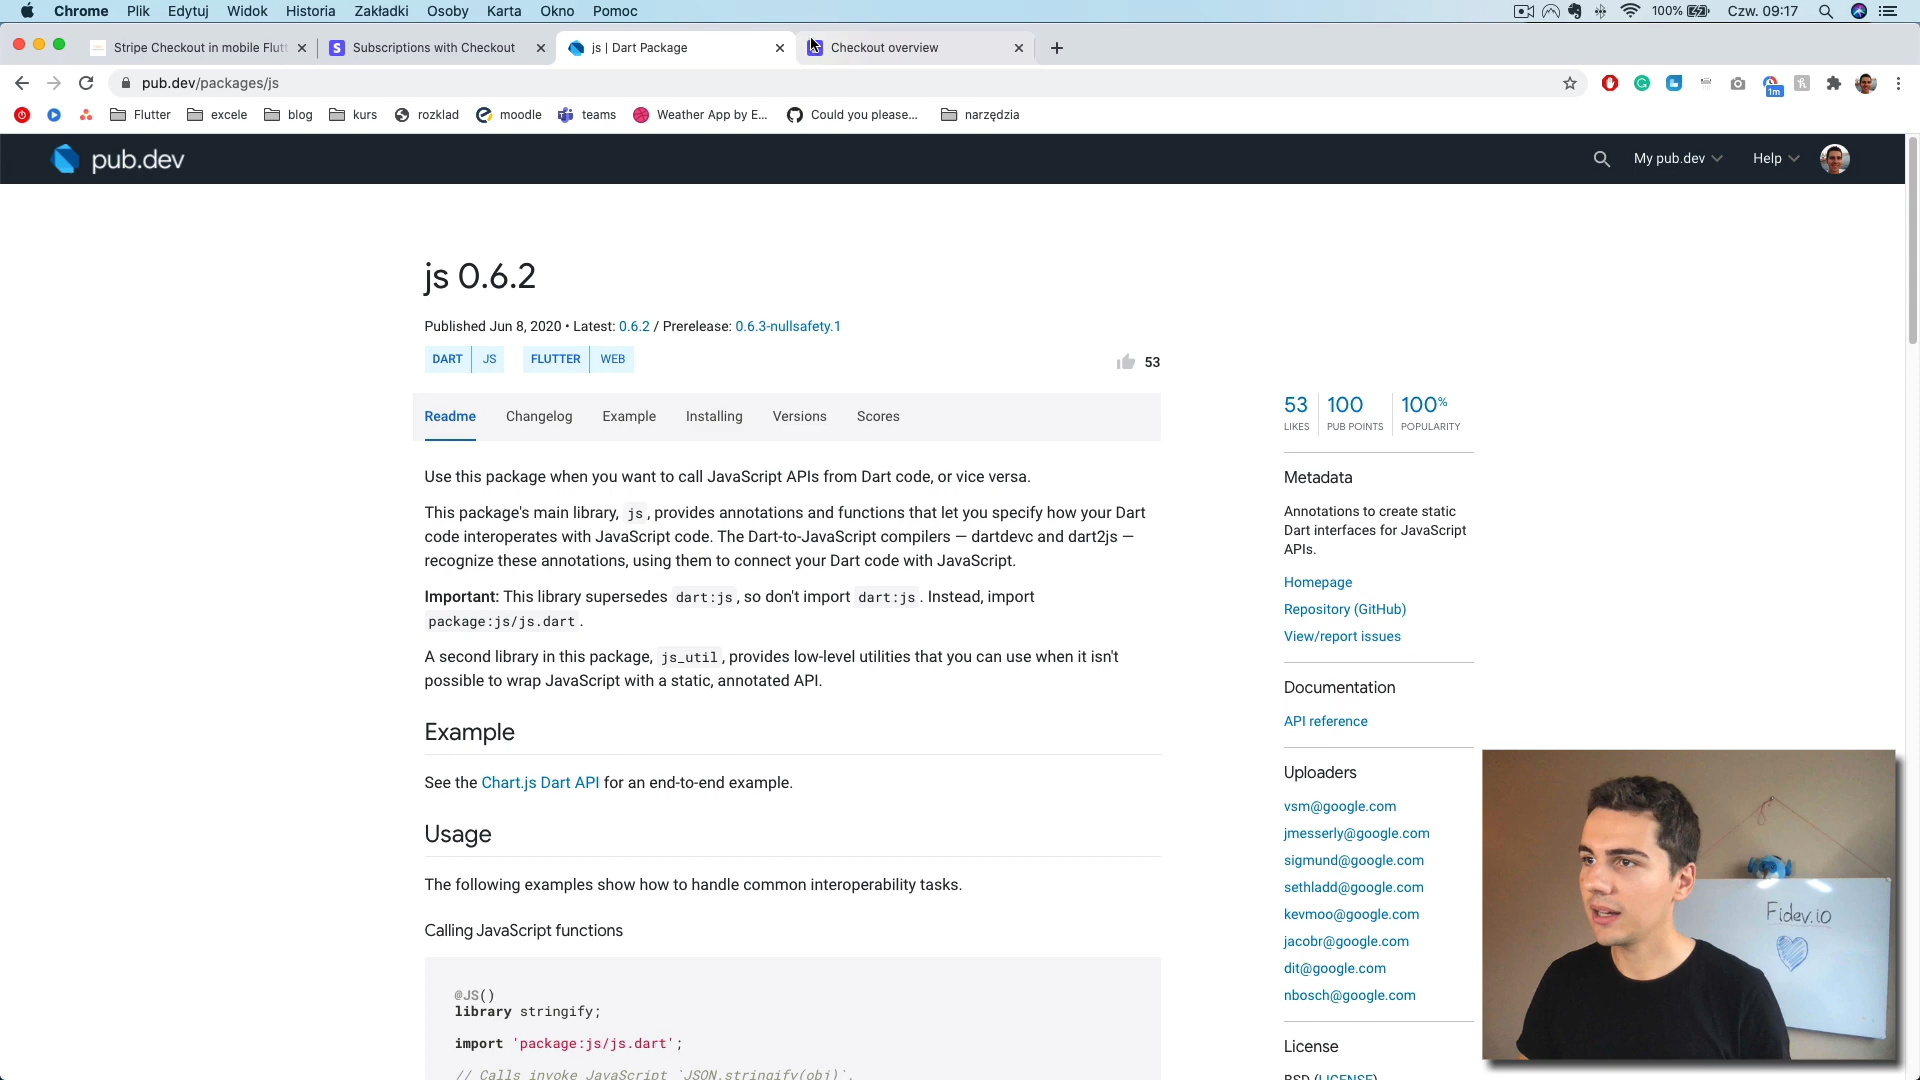 Chrome Plik Edytuj Widok Historia Zakładki Osoby Karta Okno Pomoc 100% Czw. 09:17
Stripe Checkout in mobile Flutt Subscriptions with Checkout js | Dart Package Checkout overview
pub.dev/packages/js
1m
Flutter excele blog kurs rozklad moodle teams Weather App by E... Could you please... narzędzia
pub.dev My pub.dev Help
js 0.6.2
Published Jun 8, 2020 • Latest: 0.6.2 / Prerelease: 0.6.3-nullsafety.1
DART JS FLUTTER WEB
53
Readme Changelog Example Installing Versions Scores
Use this package when you want to call JavaScript APIs from Dart code, or vice versa.
This package's main library, js, provides annotations and functions that let you specify how your Dart
code interoperates with JavaScript code. The Dart-to-JavaScript compilers — dartdevc and dart2js —
recognize these annotations, using them to connect your Dart code with JavaScript.
Important: This library supersedes dart:js, so don't import dart:js. Instead, import
package:js/js.dart.
A second library in this package, js_util, provides low-level utilities that you can use when it isn't
possible to wrap JavaScript with a static, annotated API.
Example
See the Chart.js Dart API for an end-to-end example.
Usage
The following examples show how to handle common interoperability tasks.
Calling JavaScript functions
@JS()
library stringify;
import 'package:js/js.dart';
// Calls invoke JavaScript `JSON.stringify(obj)`.
53 100 100%
LIKES PUB POINTS POPULARITY
Metadata
Annotations to create static
Dart interfaces for JavaScript
APIs.
Homepage
Repository (GitHub)
View/report issues
Documentation
API reference
Uploaders
vsm@google.com
jmesserly@google.com
sigmund@google.com
sethladd@google.com
kevmoo@google.com
jacobr@google.com
dit@google.com
nbosch@google.com
License
BSD (LICENSE)
Fidev.io